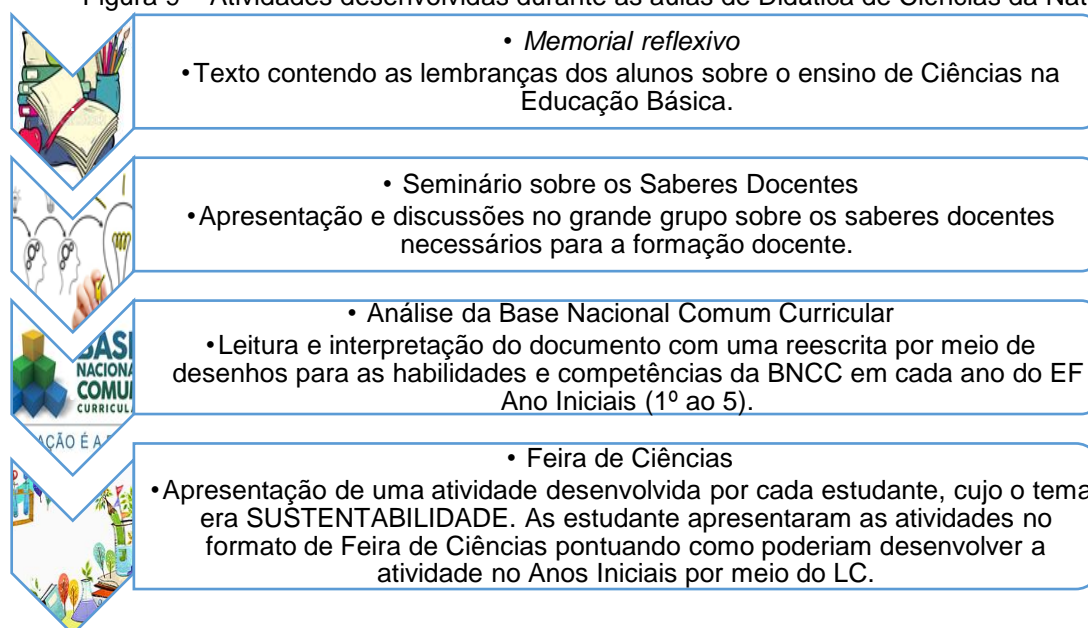 Figura 9 – Atividades desenvolvidas durante as aulas de Didática de Ciências da Nat
• Memorial reflexivo
•Texto contendo as lembranças dos alunos sobre o ensino de Ciências na
Educação Básica.
• Seminário sobre os Saberes Docentes
•Apresentação e discussões no grande grupo sobre os saberes docentes
necessários para a formação docente.
BASE
NACIONAL
COMUM
CURRICUL
AÇÃO É A
• Análise da Base Nacional Comum Curricular
•Leitura e interpretação do documento com uma reescrita por meio de
desenhos para as habilidades e competências da BNCC em cada ano do EF
Ano Iniciais (1º ao 5).
• Feira de Ciências
•Apresentação de uma atividade desenvolvida por cada estudante, cujo o tema
era SUSTENTABILIDADE. As estudante apresentaram as atividades no
formato de Feira de Ciências pontuando como poderiam desenvolver a
atividade no Anos Iniciais por meio do LC.